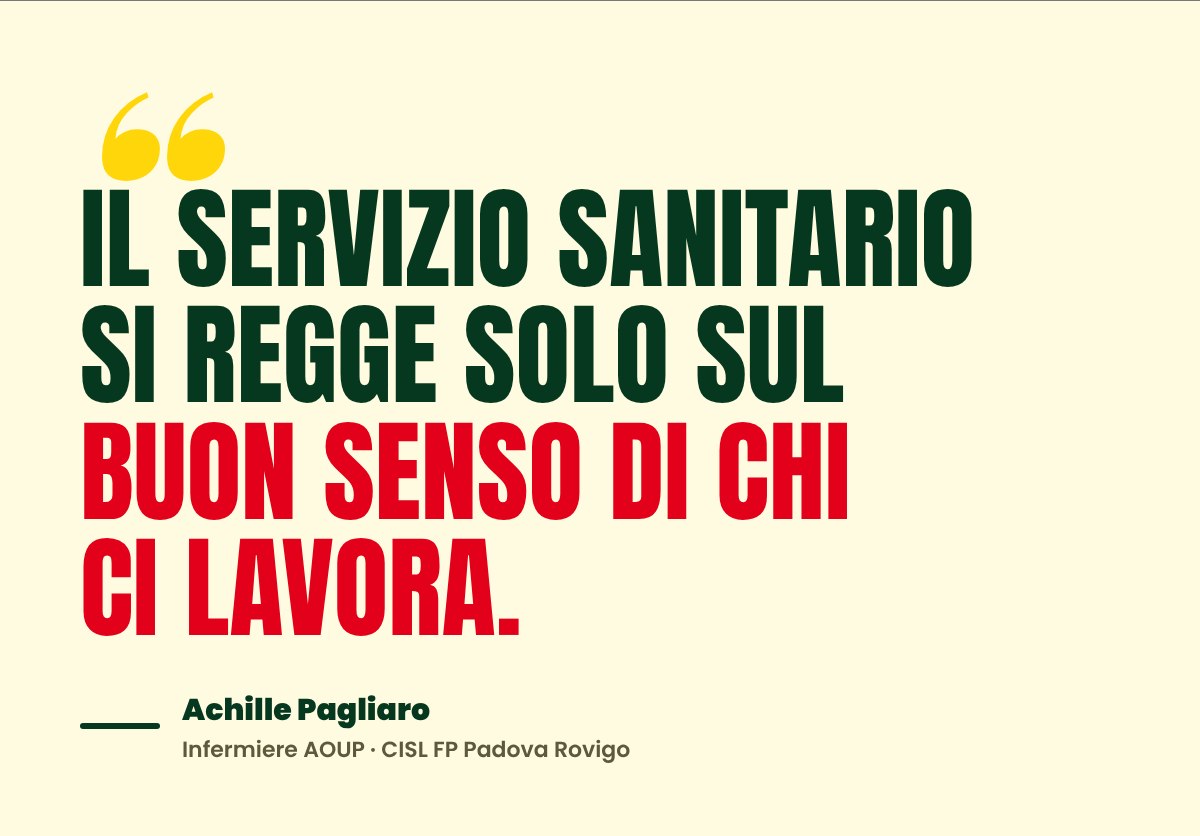 “
IL SERVIZIO SANITARIO
SI REGGE SOLO SUL
BUON SENSO DI CHI
CI LAVORA.
Achille Pagliaro
Infermiere AOUP · CISL FP Padova Rovigo